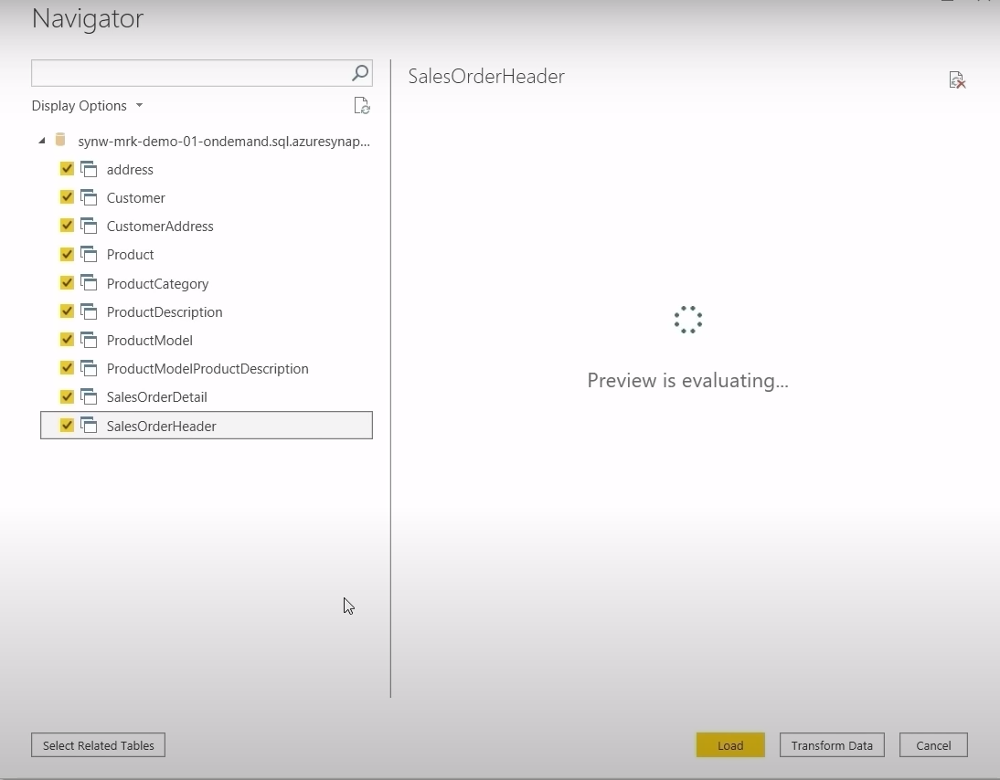 Navigator
Display Options
synw-mrk-demo-01-ondemand.sql.azuresynap...
address
Customer
CustomerAddress
Product
ProductCategory
ProductDescription
ProductModel
ProductModelProductDescription
SalesOrderDetail
SalesOrderHeader
SalesOrderHeader
Preview is evaluating...
Select Related Tables
Load
Transform Data
Cancel